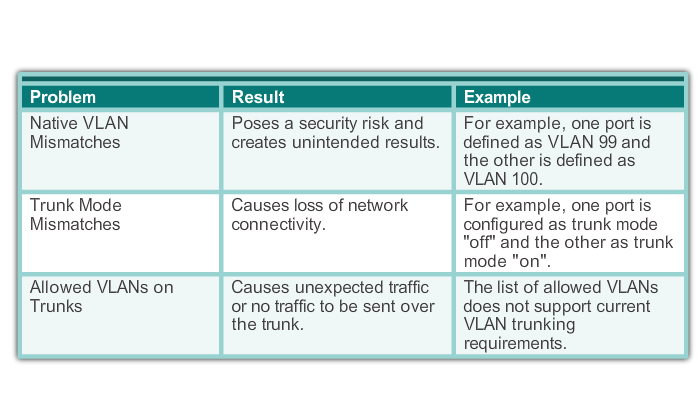 Problem
Result
Example
Native VLAN
Mismatches
Poses a security risk and
creates unintended results.
For example, one port is
defined as VLAN 99 and
the other is defined as
VLAN 100.
Trunk Mode
Mismatches
Causes loss of network
connectivity.
For example, one port is
configured as trunk mode
"off" and the other as trunk
mode "on".
Allowed VLANs on
Trunks
Causes unexpected traffic
or no traffic to be sent over
the trunk.
The list of allowed VLANs
does not support current
VLAN trunking
requirements.